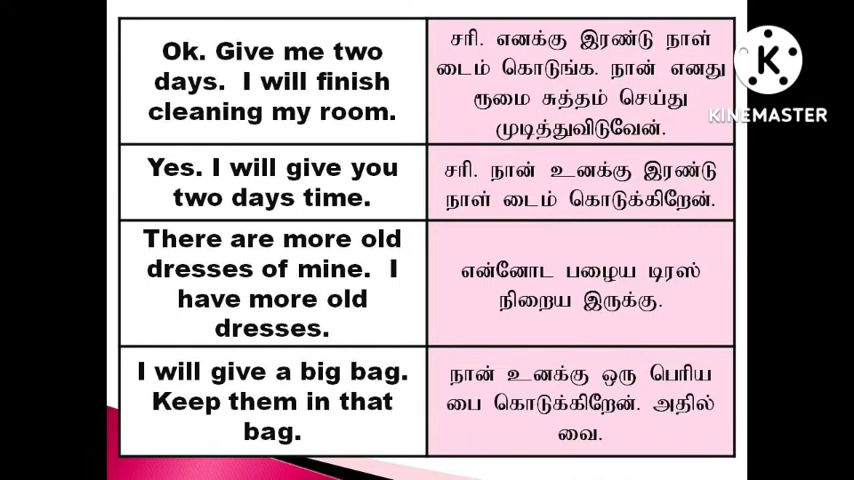 Ok. Give me two
days. I will finish
cleaning my room.
சரி. எனக்கு இரண்டு நாள்
டைம் கொடுங்க. நான் எனது
ரூமை சுத்தம் செய்து
முடித்துவிடுவேன்.
Yes. I will give you
two days time.
சரி. நான் உனக்கு இரண்டு
நாள் டைம் கொடுக்கிறேன்.
There are more old
dresses of mine. I
have more old
dresses.
என்னோட பழைய டிரஸ்
நிறைய இருக்கு.
I will give a big bag.
Keep them in that
bag.
நான் உனக்கு ஒரு பெரிய
பை கொடுக்கிறேன். அதில்
வை.
K
KINEMASTER